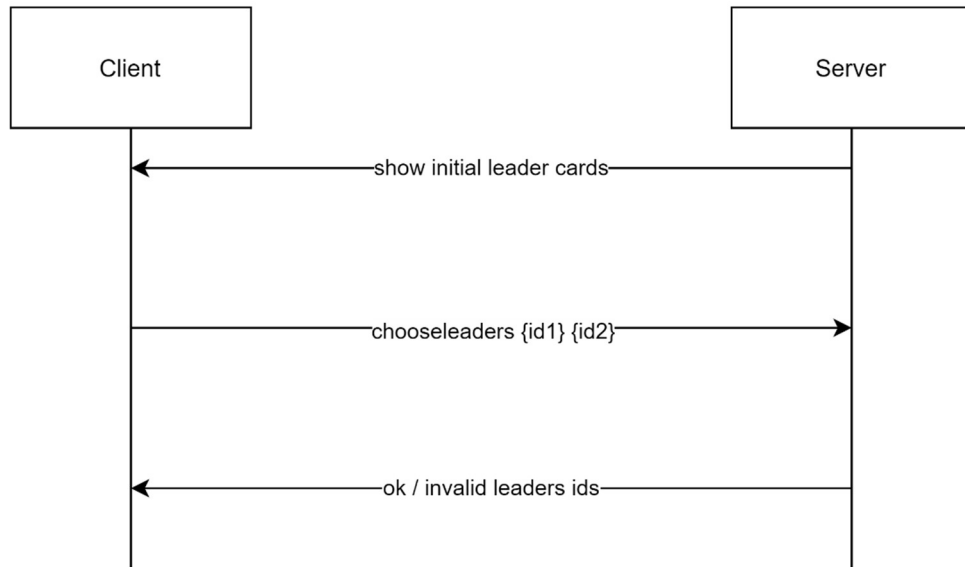 Client
Server
show initial leader cards
chooseleaders {id1} {id2}
ok / invalid leaders ids